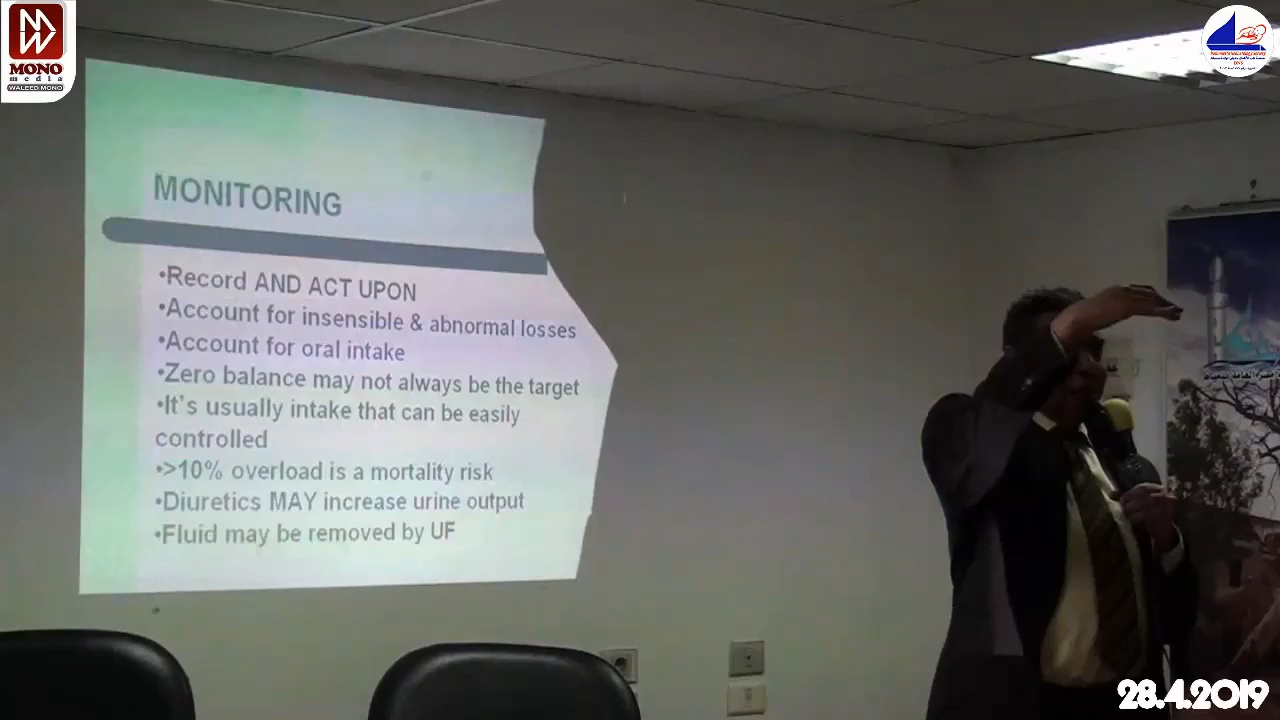 MONO
media
WALEED MONO
DNS
MONITORING
•Record AND ACT UPON
•Account for insensible & abnormal losses
•Account for oral intake
•Zero balance may not always be the target
•It's usually intake that can be easily
controlled
•>10% overload is a mortality risk
•Diuretics MAY increase urine output
•Fluid may be removed by UF
28.4.2019